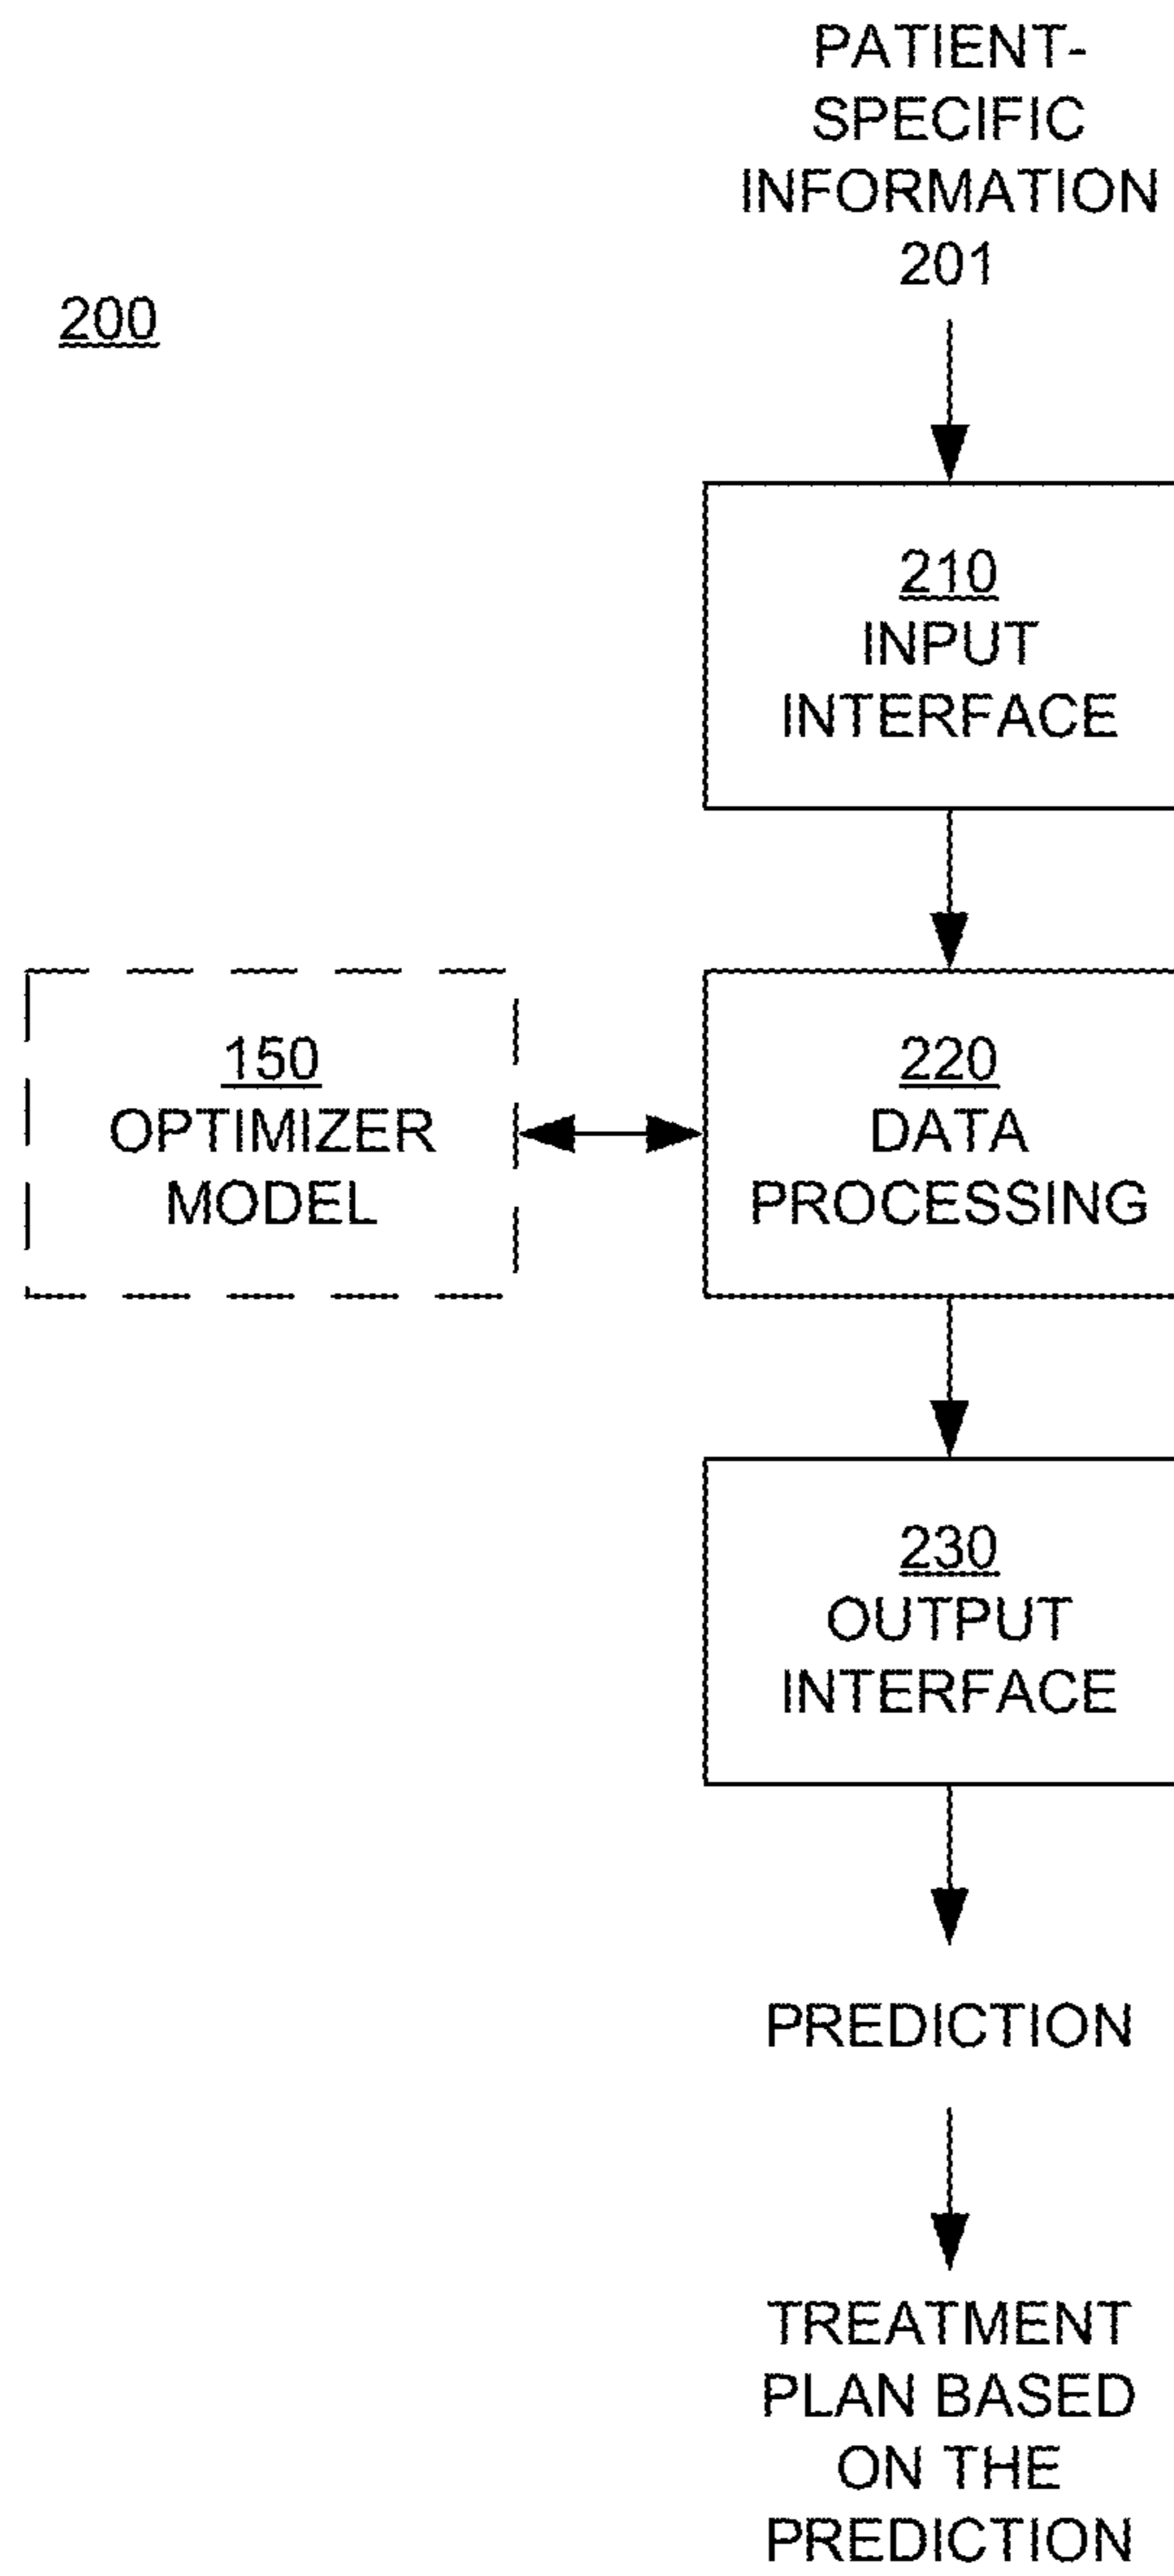 PATIENT-
SPECIFIC
INFORMATION
201
200
210
INPUT
INTERFACE
150
OPTIMIZER
MODEL
220
DATA
PROCESSING
230
OUTPUT
INTERFACE
PREDICTION
TREATMENT
PLAN BASED
ON THE
PREDICTION